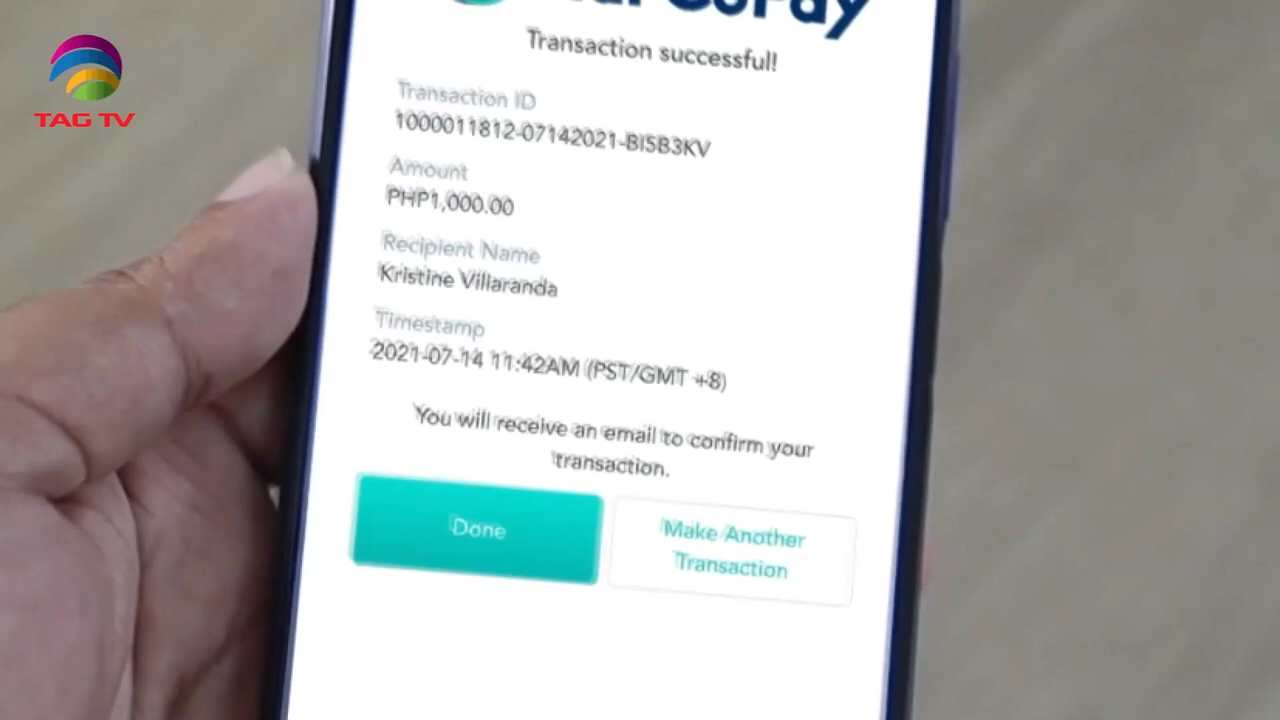 TAG TV
Transaction successful!
Transaction ID
1000011812-07142021-BISB3KV
Amount
PHP1,000.00
Recipient Name
Kristine Villaranda
Timestamp
2021-07-14 11:42AM (PST/GMT +8)
You will receive an email to confirm your
transaction.
Done
Make Another
Transaction